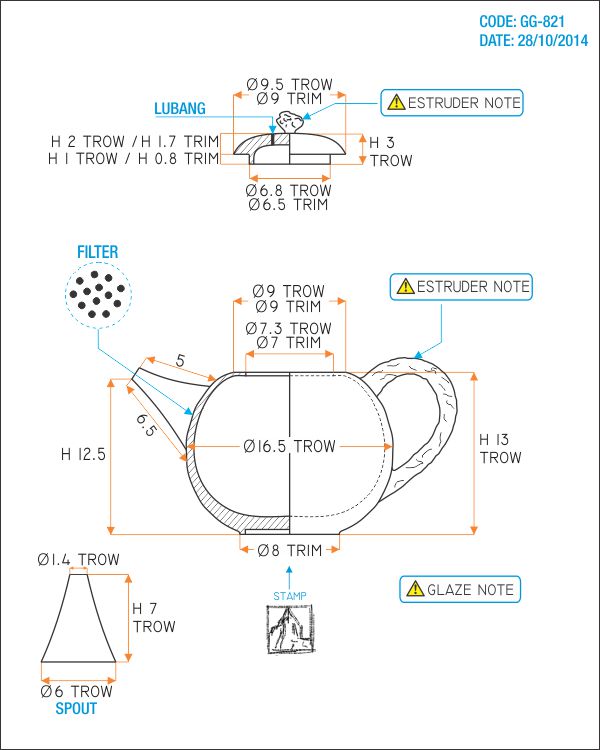 CODE: GG-821
DATE: 28/10/2014
Ø9.5 TROW
Ø9 TRIM
LUBANG
ESTRUDER NOTE
H 2 TROW / H 1.7 TRIM
H 1 TROW / H 0.8 TRIM
H 3
TROW
Ø6.8 TROW
Ø6.5 TRIM
FILTER
ESTRUDER NOTE
Ø9 TROW
Ø9 TRIM
Ø7.3 TROW
Ø7 TRIM
5
6.5
H 12.5
Ø16.5 TROW
H 13
TROW
Ø8 TRIM
Ø1.4 TROW
STAMP
GLAZE NOTE
H 7
TROW
Ø6 TROW
SPOUT